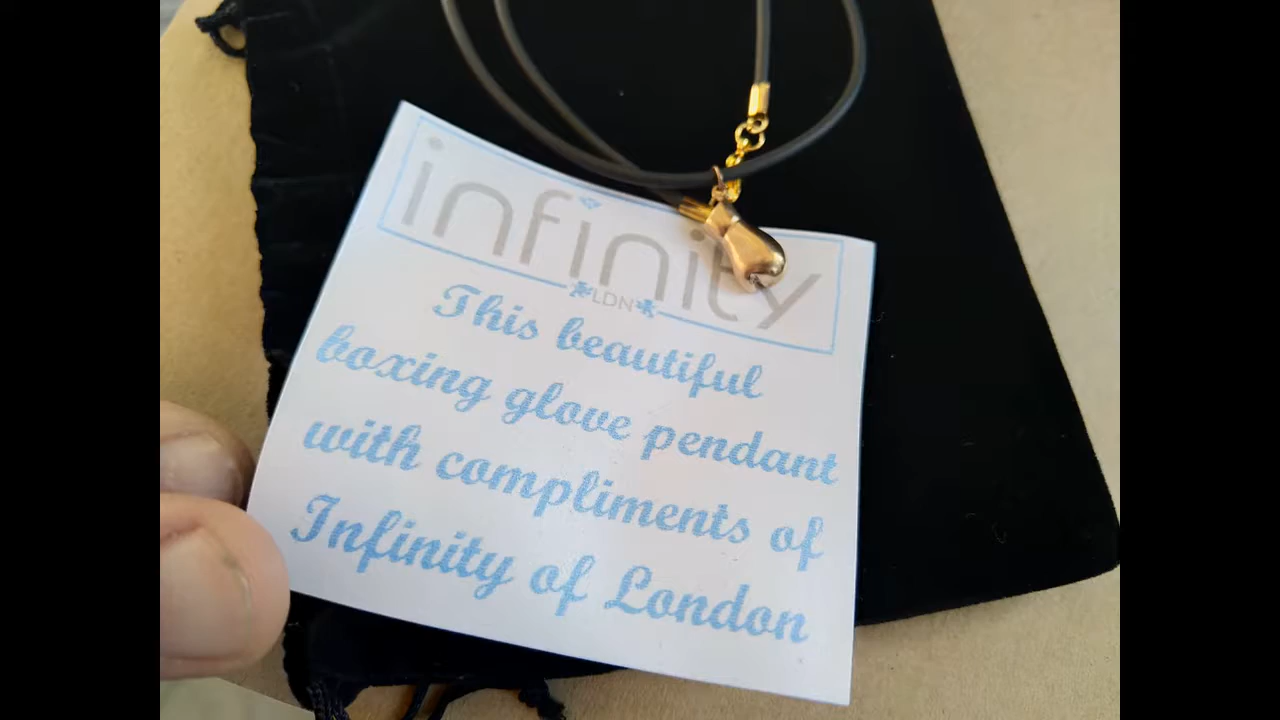 infinity
LDN
This beautiful
boxing glove pendant
with compliments of
Infinity of London